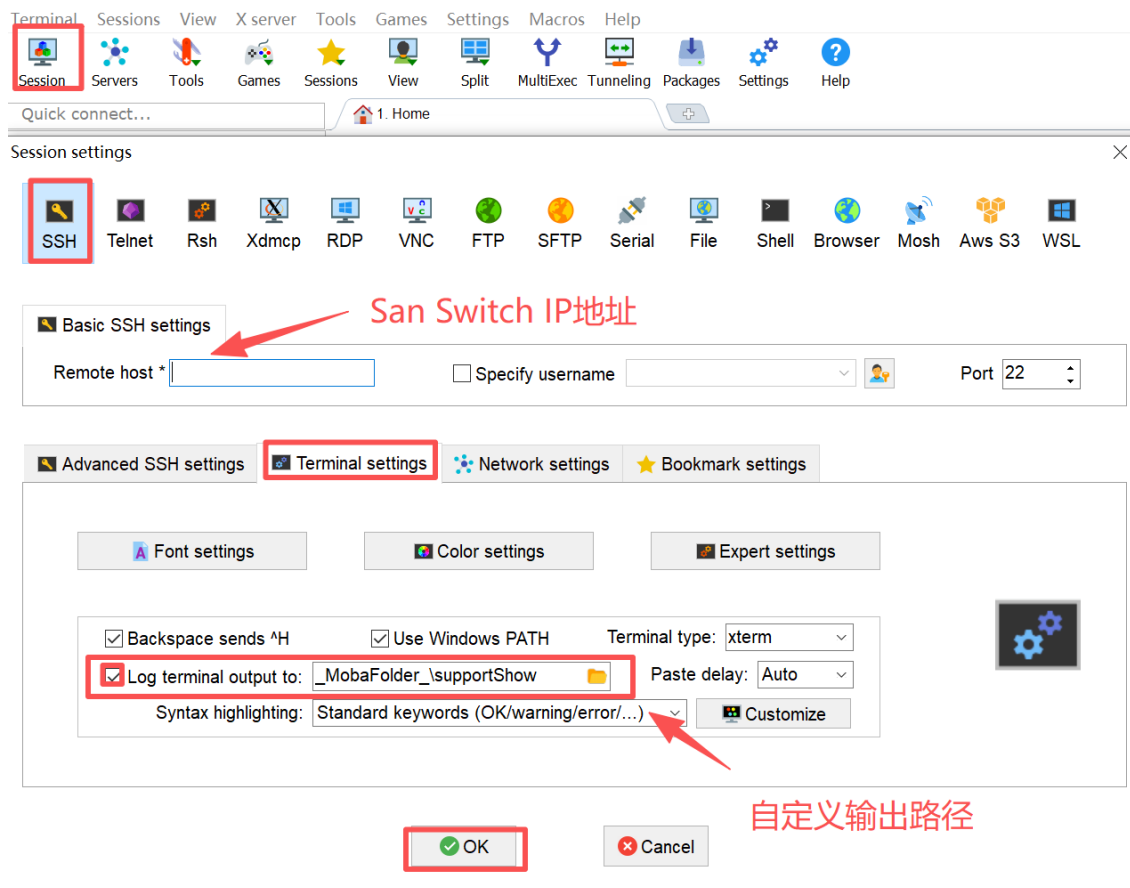 Terminal Sessions View X server Tools Games Settings Macros Help
Session Servers Tools Games Sessions View Split MultiExec Tunneling Packages Settings Help
Quick connect... 1. Home
Session settings
SSH Telnet Rsh Xdmcp RDP VNC FTP SFTP Serial File Shell Browser Mosh Aws S3 WSL
San Switch IP地址
Basic SSH settings
Remote host * Specify username Port 22
Advanced SSH settings Terminal settings Network settings Bookmark settings
Font settings Color settings Expert settings
Backspace sends ^H Use Windows PATH Terminal type: xterm
Log terminal output to: _MobaFolder_\supportShow Paste delay: Auto
Syntax highlighting: Standard keywords (OK/warning/error/...) Customize
自定义输出路径
OK Cancel